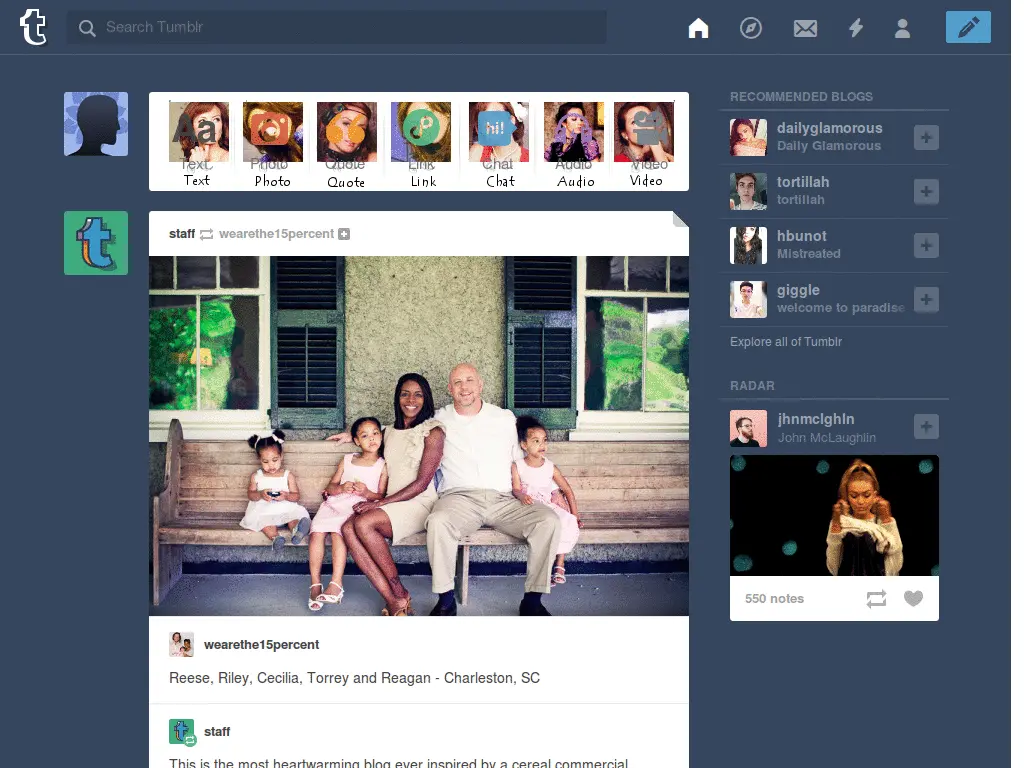 Search Tumblr
Aa
hi!
Text Photo Quote Link Chat Audio Video
Text Photo Quote Link Chat Audio Video
staff wearethe15percent
wearethe15percent
Reese, Riley, Cecilia, Torrey and Reagan - Charleston, SC
staff
This is the most heartwarming blog ever inspired by a cereal commercial
RECOMMENDED BLOGS
dailyglamorous
Daily Glamorous
tortillah
tortillah
hbunot
Mistreated
giggle
welcome to paradise
Explore all of Tumblr
RADAR
jhnmclghln
John McLaughlin
550 notes